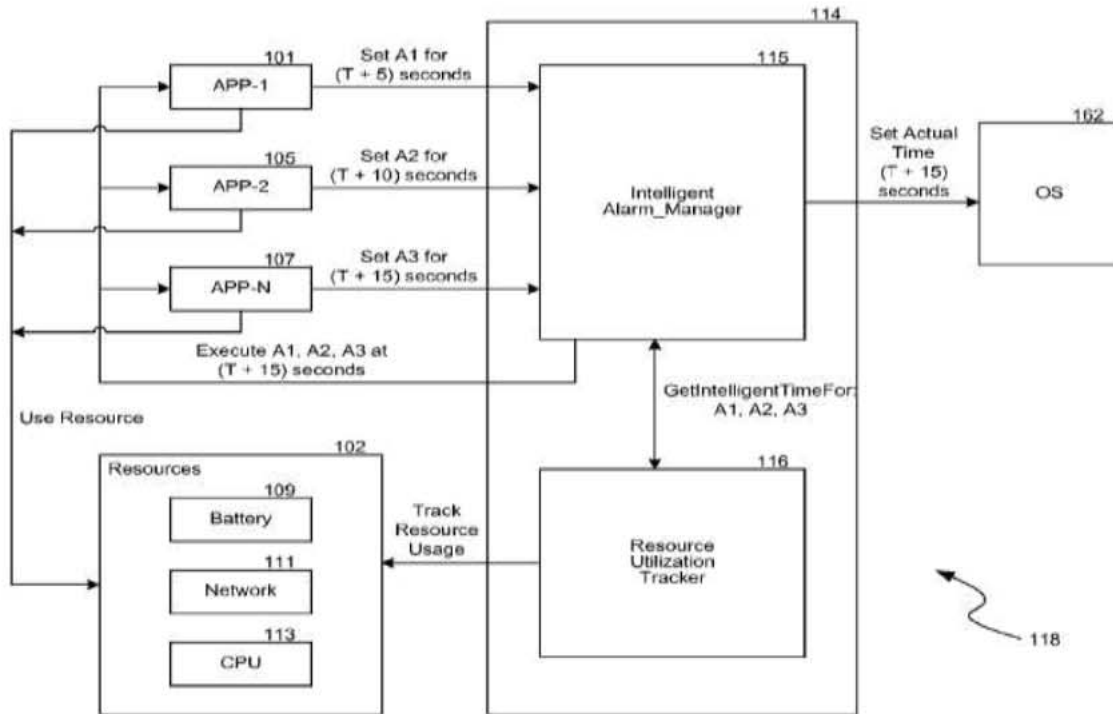 114
101
APP-1
Set A1 for
(T + 5) seconds
115
162
105
APP-2
Set A2 for
(T + 10) seconds
Intelligent
Alarm_Manager
Set Actual
Time
(T + 15)
seconds
OS
107
APP-N
Set A3 for
(T + 15) seconds
Execute A1, A2, A3 at
(T + 15) seconds
GetIntelligentTimeFor:
A1, A2, A3
Use Resource
102
Resources
109
Battery
111
Network
113
CPU
Track
Resource
Usage
116
Resource
Utilization
Tracker
118